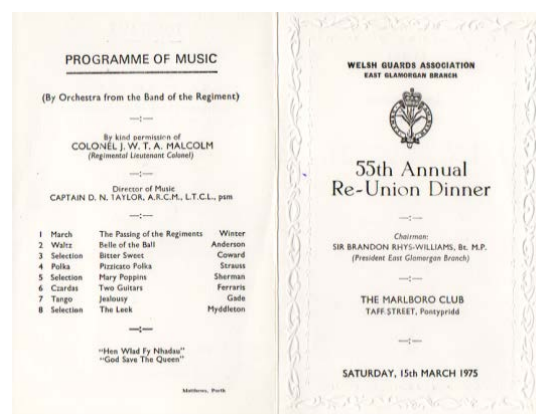 PROGRAMME OF MUSIC
(By Orchestra from the Band of the Regiment)
By kind permission of
COLONEL J. W. T. A. MALCOLM
(Regimental Lieutenant Colonel)
Director of Music
CAPTAIN D. N. TAYLOR, A.R.C.M., L.T.C.L., psm
1 March The Passing of the Regiments Winter
2 Waltz Belle of the Ball Anderson
3 Selection Bitter Sweet Coward
4 Polka Pizzicato Polka Strauss
5 Selection Mary Poppins Sherman
6 Czardas Two Guitars Ferraris
7 Tango Jealousy Gade
8 Selection The Leek Myddleton
"Hen Wlad Fy Nhadau"
"God Save The Queen"
Matthews, Porth
WELSH GUARDS ASSOCIATION
EAST GLAMORGAN BRANCH
55th Annual
Re-Union Dinner
Chairman:
SIR BRANDON RHYS-WILLIAMS, Bt. M.P.
(President East Glamorgan Branch)
THE MARLBORO CLUB
TAFF STREET, Pontypridd
SATURDAY, 15th MARCH 1975